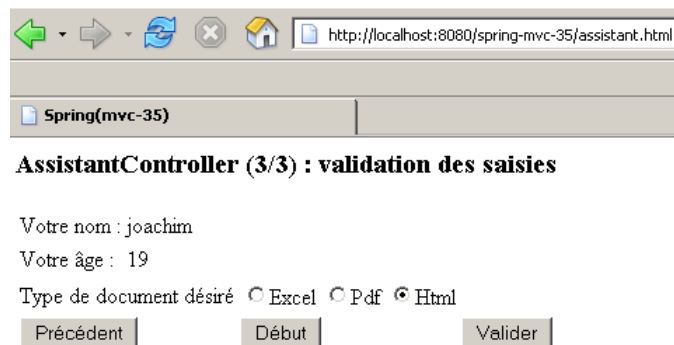 http://localhost:8080/spring-mvc-35/assistant.html
Spring(mvc-35)
AssistantController (3/3) : validation des saisies
Votre nom : joachim
Votre âge : 19
Type de document désiré Excel Pdf Html
Précédent Début Valider